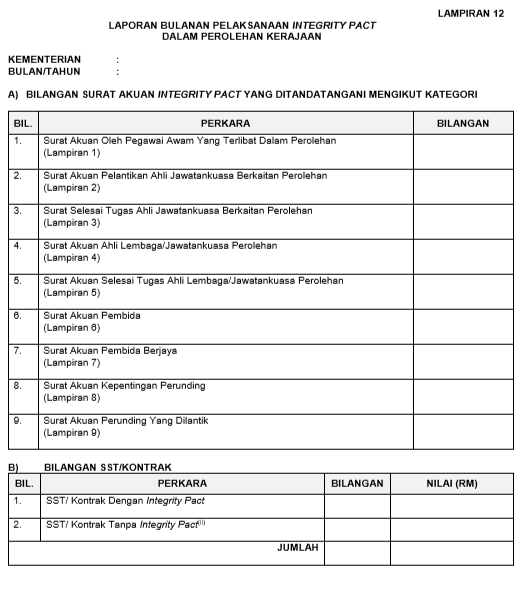 LAMPIRAN 12
LAPORAN BULANAN PELAKSANAAN INTEGRITY PACT
DALAM PEROLEHAN KERAJAAN
KEMENTERIAN :
BULAN/TAHUN :
A) BILANGAN SURAT AKUAN INTEGRITY PACT YANG DITANDATANGANI MENGIKUT KATEGORI
BIL. PERKARA BILANGAN
1. Surat Akuan Oleh Pegawai Awam Yang Terlibat Dalam Perolehan
(Lampiran 1)
2. Surat Akuan Pelantikan Ahli Jawatankuasa Berkaitan Perolehan
(Lampiran 2)
3. Surat Selesai Tugas Ahli Jawatankuasa Berkaitan Perolehan
(Lampiran 3)
4. Surat Akuan Ahli Lembaga/Jawatankuasa Perolehan
(Lampiran 4)
5. Surat Akuan Selesai Tugas Ahli Lembaga/Jawatankuasa Perolehan
(Lampiran 5)
6. Surat Akuan Pembida
(Lampiran 6)
7. Surat Akuan Pembida Berjaya
(Lampiran 7)
8. Surat Akuan Kepentingan Perunding
(Lampiran 8)
9. Surat Akuan Perunding Yang Dilantik
(Lampiran 9)
B) BILANGAN SST/KONTRAK
BIL. PERKARA BILANGAN NILAI (RM)
1. SST/ Kontrak Dengan Integrity Pact
2. SST/ Kontrak Tanpa Integrity Pact(ii)
JUMLAH